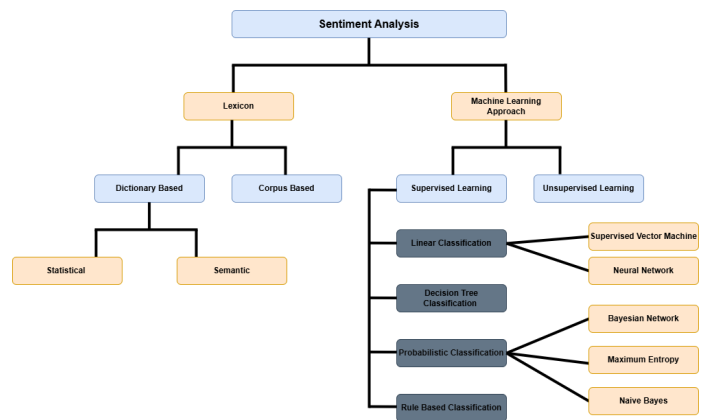 Sentiment Analysis
Lexicon
Machine Learning
Approach
Dictionary Based
Corpus Based
Supervised Learning
Unsupervised Learning
Linear Classification
Supervised Vector Machine
Statistical
Semantic
Neural Network
Decision Tree
Classification
Bayesian Network
Probabilistic Classification
Maximum Entropy
Naive Bayes
Rule Based Classification